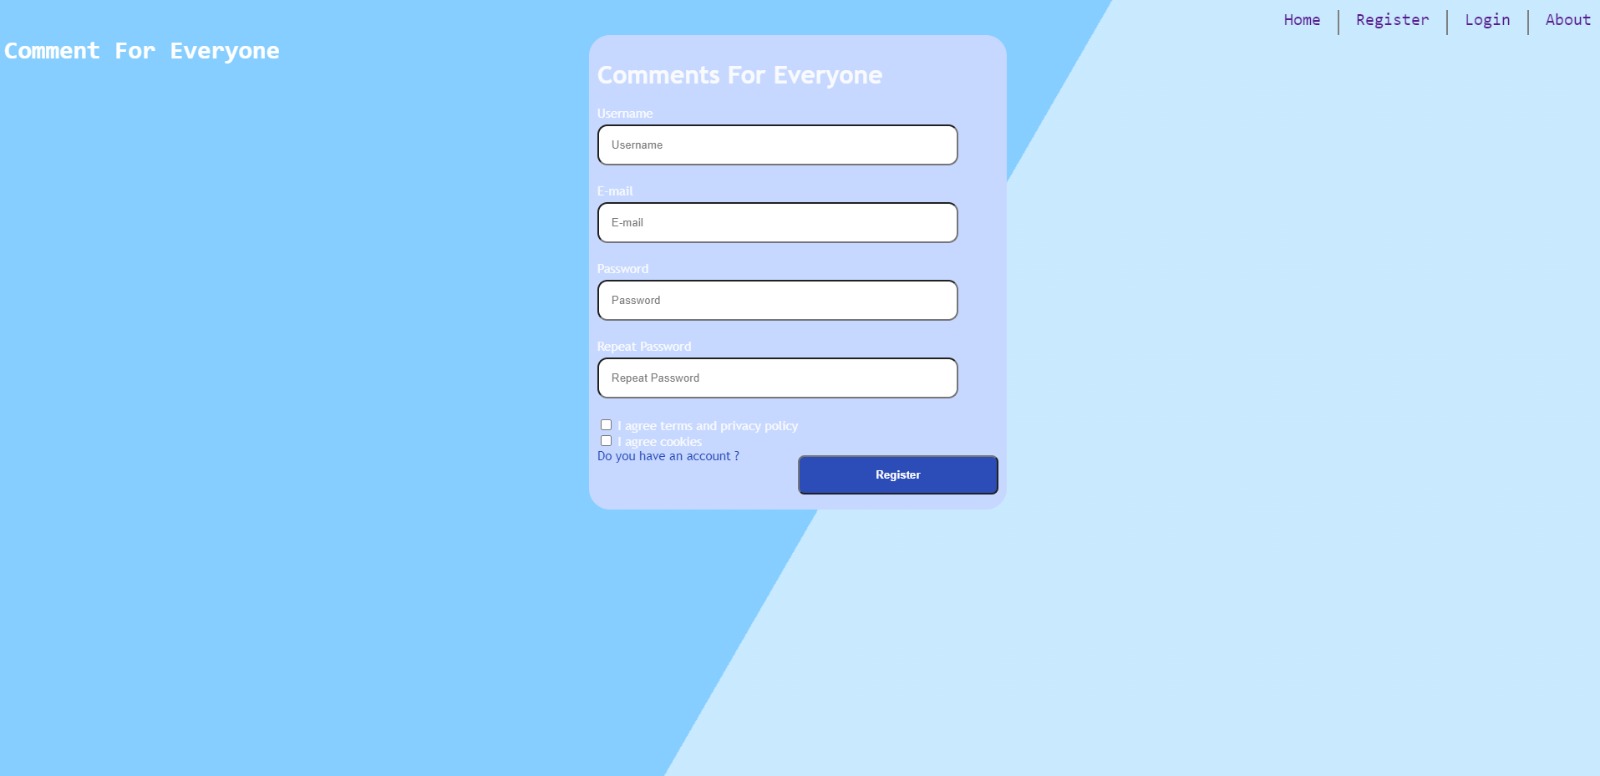 Home Register Login About
Comment For Everyone
Comments For Everyone
Username
Username
E-mail
E-mail
Password
Password
Repeat Password
Repeat Password
I agree terms and privacy policy
I agree cookies
Do you have an account ?
Register